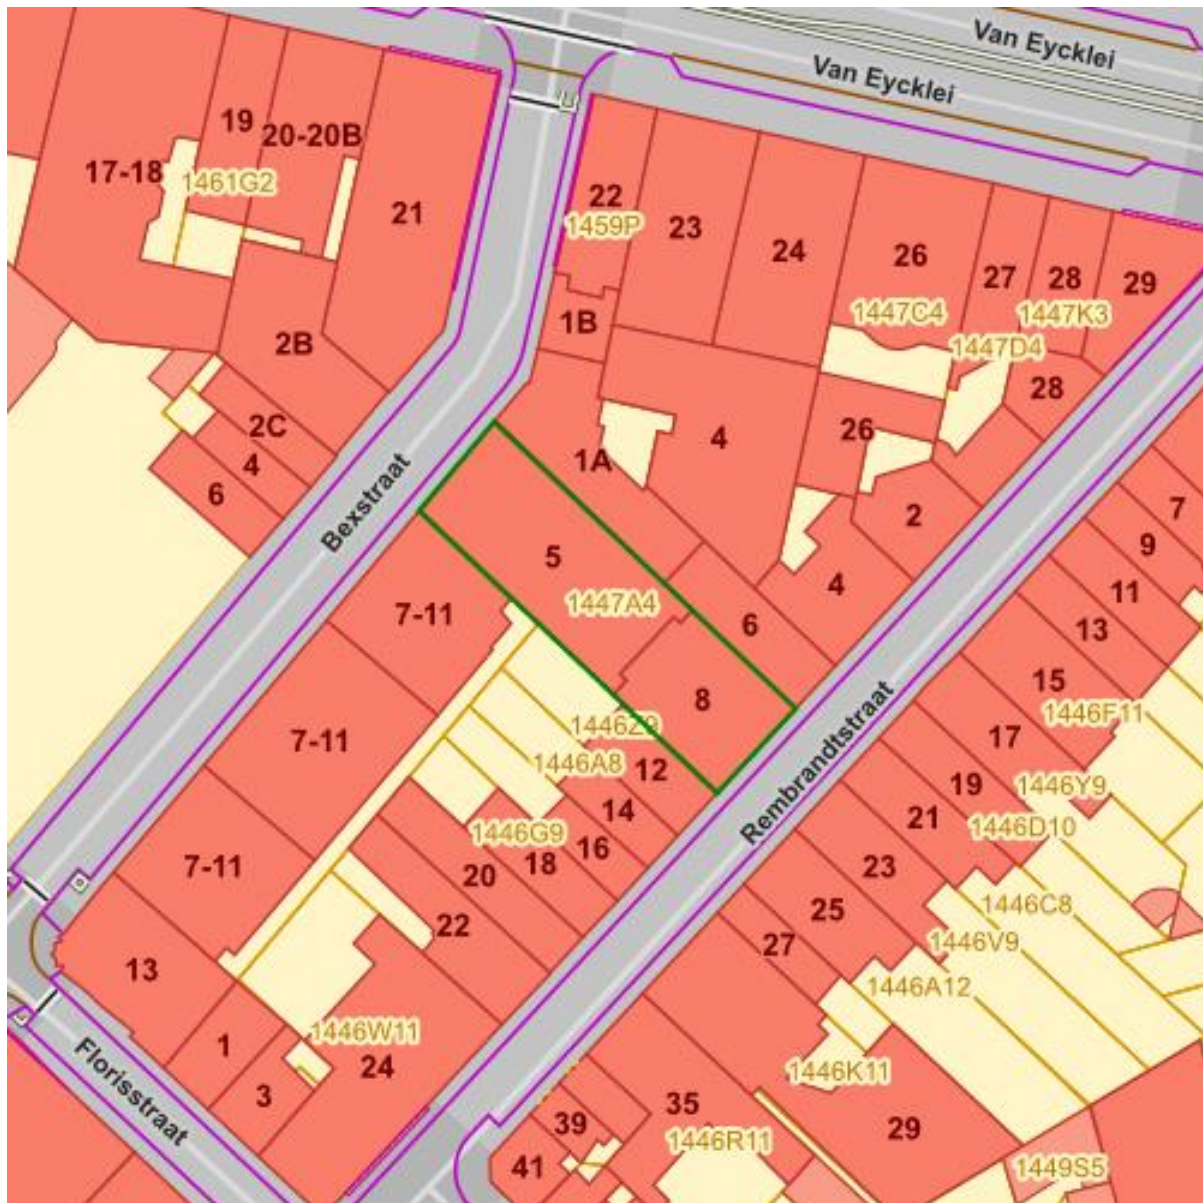 Van Eycklei
Van Eycklei
19
20-20B
17-18
1461G2
21
22
1459P
23
24
26
1447C4
27
28
1447K3
29
1447D4
1B
2B
28
2C
4
6
1A
4
26
2
4
7
9
11
13
Bexstraat
5
1447A4
6
7-11
8
15
1446F11
17
1446Z9
1446A8
12
14
Rembrandtstraat
19
1446Y9
21
1446D10
7-11
1446G9
18
16
20
23
25
1446C8
7-11
22
27
1446V9
1446A12
13
1
1446W11
24
3
Florisstraat
1446K11
35
29
39
1446R11
41
1449S5